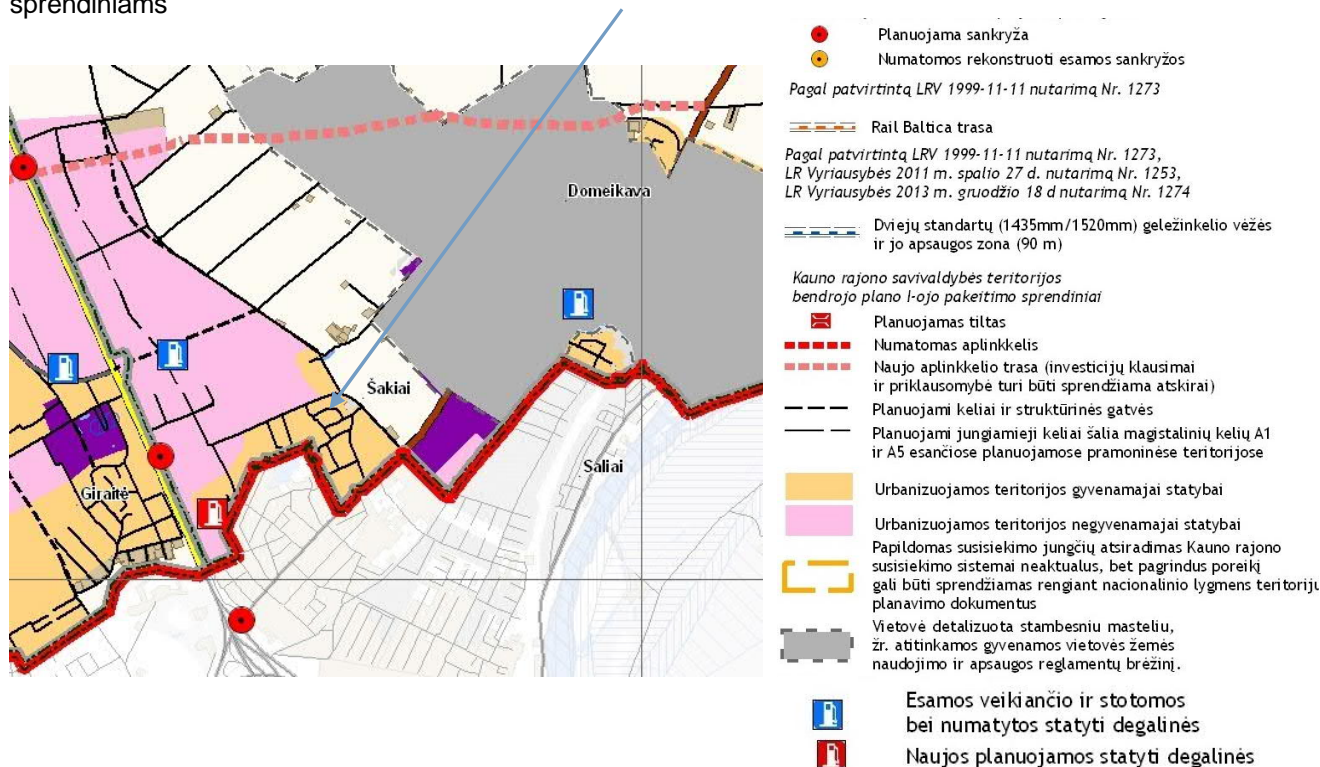 sprendiniams
Planuojama sankryža
Numatomos rekonstruoti esamos sankryžos
Pagal patvirtintą LRV 1999-11-11 nutarimą Nr. 1273
Rail Baltica trasa
Pagal patvirtintą LRV 1999-11-11 nutarimą Nr. 1273,
LR Vyriausybės 2011 m. spalio 27 d. nutarimą Nr. 1253,
LR Vyriausybės 2013 m. gruodžio 18 d nutarimą Nr. 1274
Dviejų standartų (1435mm/1520mm) geležinkelio vėžės
ir jo apsaugos zona (90 m)
Kauno rajono savivaldybės teritorijos
bendrojo plano I-ojo pakeitimo sprendiniai
Planuojamas tiltas
Numatomas aplinkkelis
Naujo aplinkkelio trasa (investicijų klausimai
ir priklausomybė turi būti sprendžiama atskirai)
Planuojami keliai ir struktūrinės gatvės
Planuojami jungiamieji keliai šalia magistalinių kelių A1
ir A5 esančiose planuojamose pramoninėse teritorijose
Urbanizuojamos teritorijos gyvenamajai statybai
Urbanizuojamos teritorijos negyvenamajai statybai
Papildomas susisiekimo jungčių atsiradimas Kauno rajono
susisiekimo sistemai neaktualus, bet pagrindus poreikį
gali būti sprendžiamas rengiant nacionalinio lygmens teritorijų
planavimo dokumentus
Vietovė detalizuota stambesniu masteliu,
žr. atitinkamos gyvenamos vietovės žemės
naudojimo ir apsaugos reglamentų brėžinį.
Esamos veikiančio ir stotomos
bei numatytos statyti degalinės
Naujos planuojamos statyti degalinės
Domeikava
Šakiai
Saliai
Giraitė